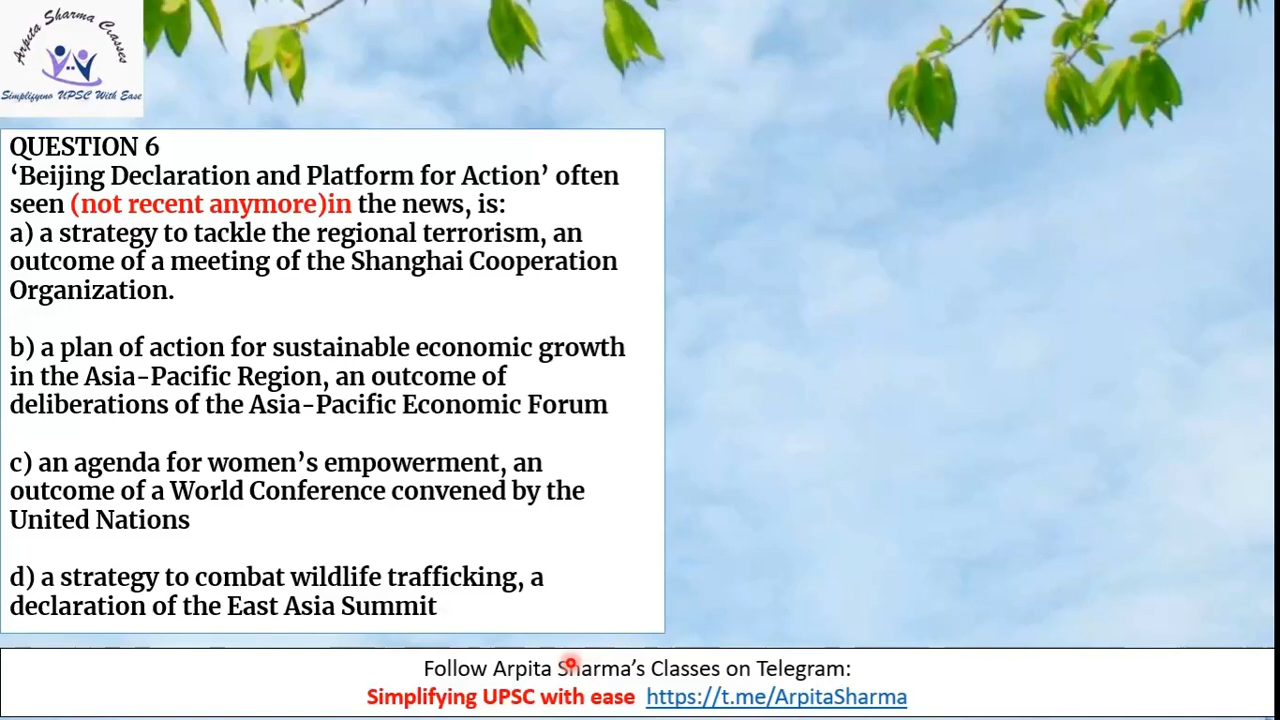 Arpita Sharma Classes
Simplifying UPSC With Ease
QUESTION 6
‘Beijing Declaration and Platform for Action’ often
seen (not recent anymore)in the news, is:
a) a strategy to tackle the regional terrorism, an
outcome of a meeting of the Shanghai Cooperation
Organization.
b) a plan of action for sustainable economic growth
in the Asia-Pacific Region, an outcome of
deliberations of the Asia-Pacific Economic Forum
c) an agenda for women’s empowerment, an
outcome of a World Conference convened by the
United Nations
d) a strategy to combat wildlife trafficking, a
declaration of the East Asia Summit
Follow Arpita Sharma’s Classes on Telegram:
Simplifying UPSC with ease https://t.me/ArpitaSharma